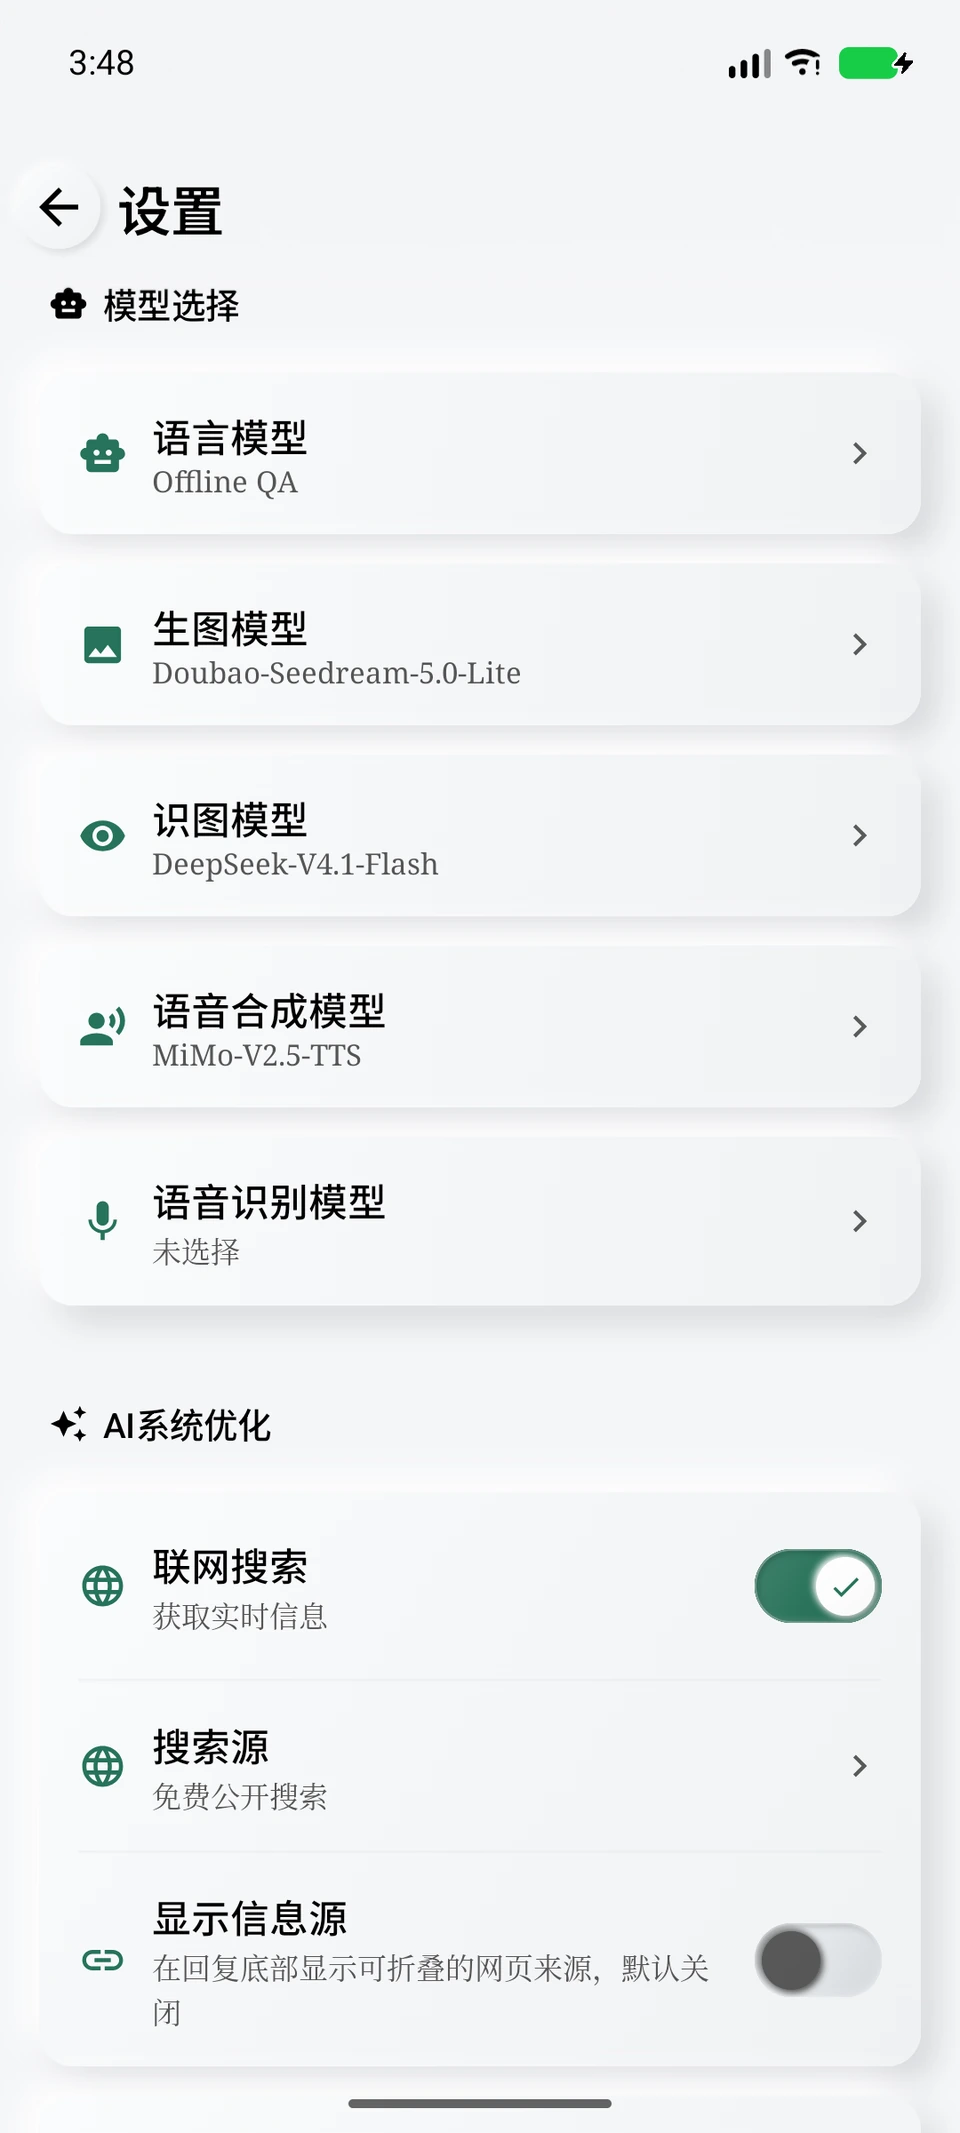 3:48
设置
模型选择
语言模型
Offline QA
生图模型
Doubao-Seedream-5.0-Lite
识图模型
DeepSeek-V4.1-Flash
语音合成模型
MiMo-V2.5-TTS
语音识别模型
未选择
AI系统优化
联网搜索
获取实时信息
搜索源
免费公开搜索
显示信息源
在回复底部显示可折叠的网页来源，默认关
闭